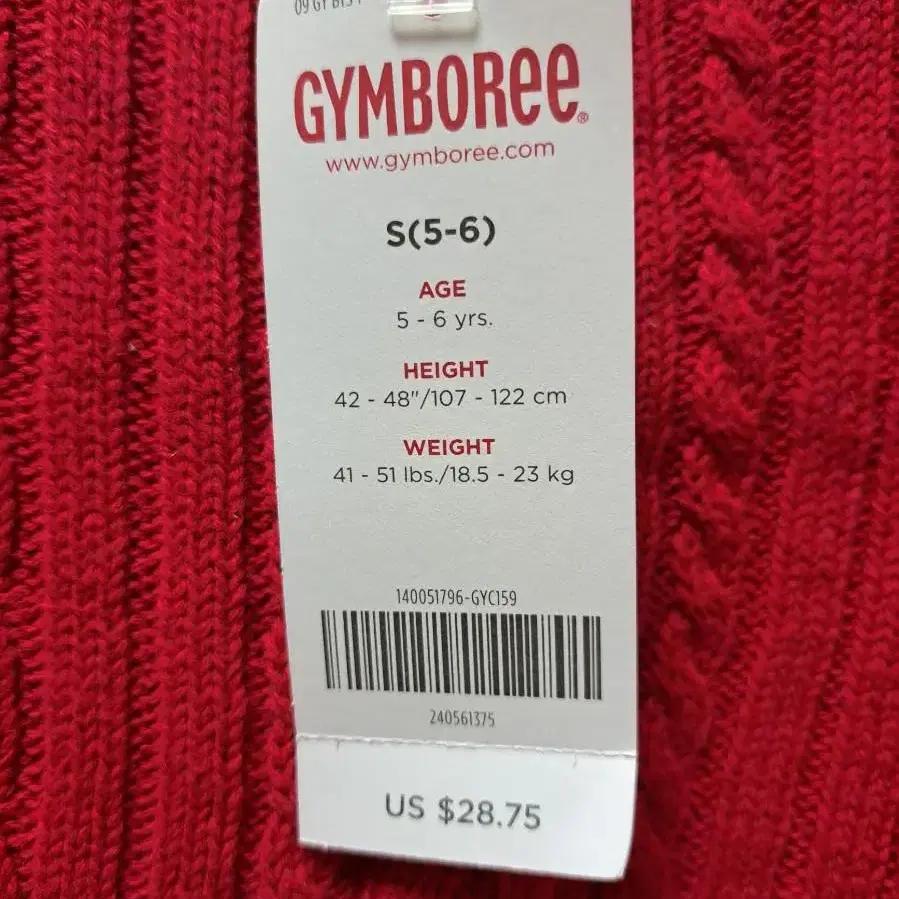 GYMBOREE®
www.gymboree.com
S(5-6)
AGE
5 - 6 yrs.
HEIGHT
42 - 48"/107 - 122 cm
WEIGHT
41 - 51 lbs./18.5 - 23 kg
140051796-GYC159
240561375
US $28.75